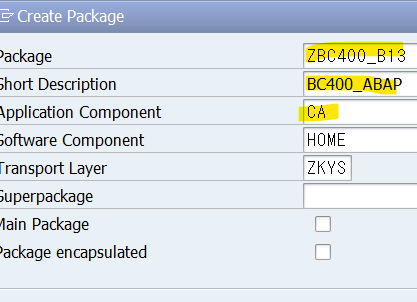 Create Package
Package ZBC400_B13
Short Description BC400_ABAP
Application Component CA
Software Component HOME
Transport Layer ZKYS
Superpackage
Main Package
Package encapsulated